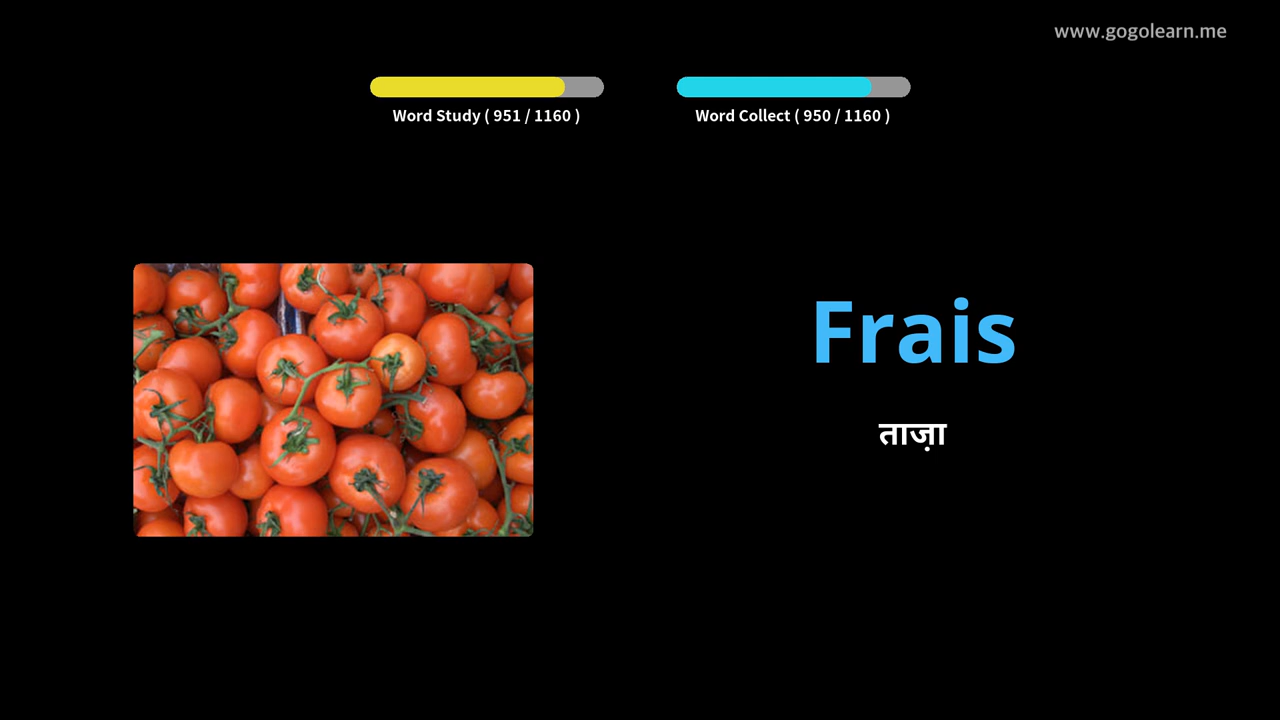 www.gogolearn.me
Word Study ( 951 / 1160 )
Word Collect ( 950 / 1160 )
Frais
ताज़ा